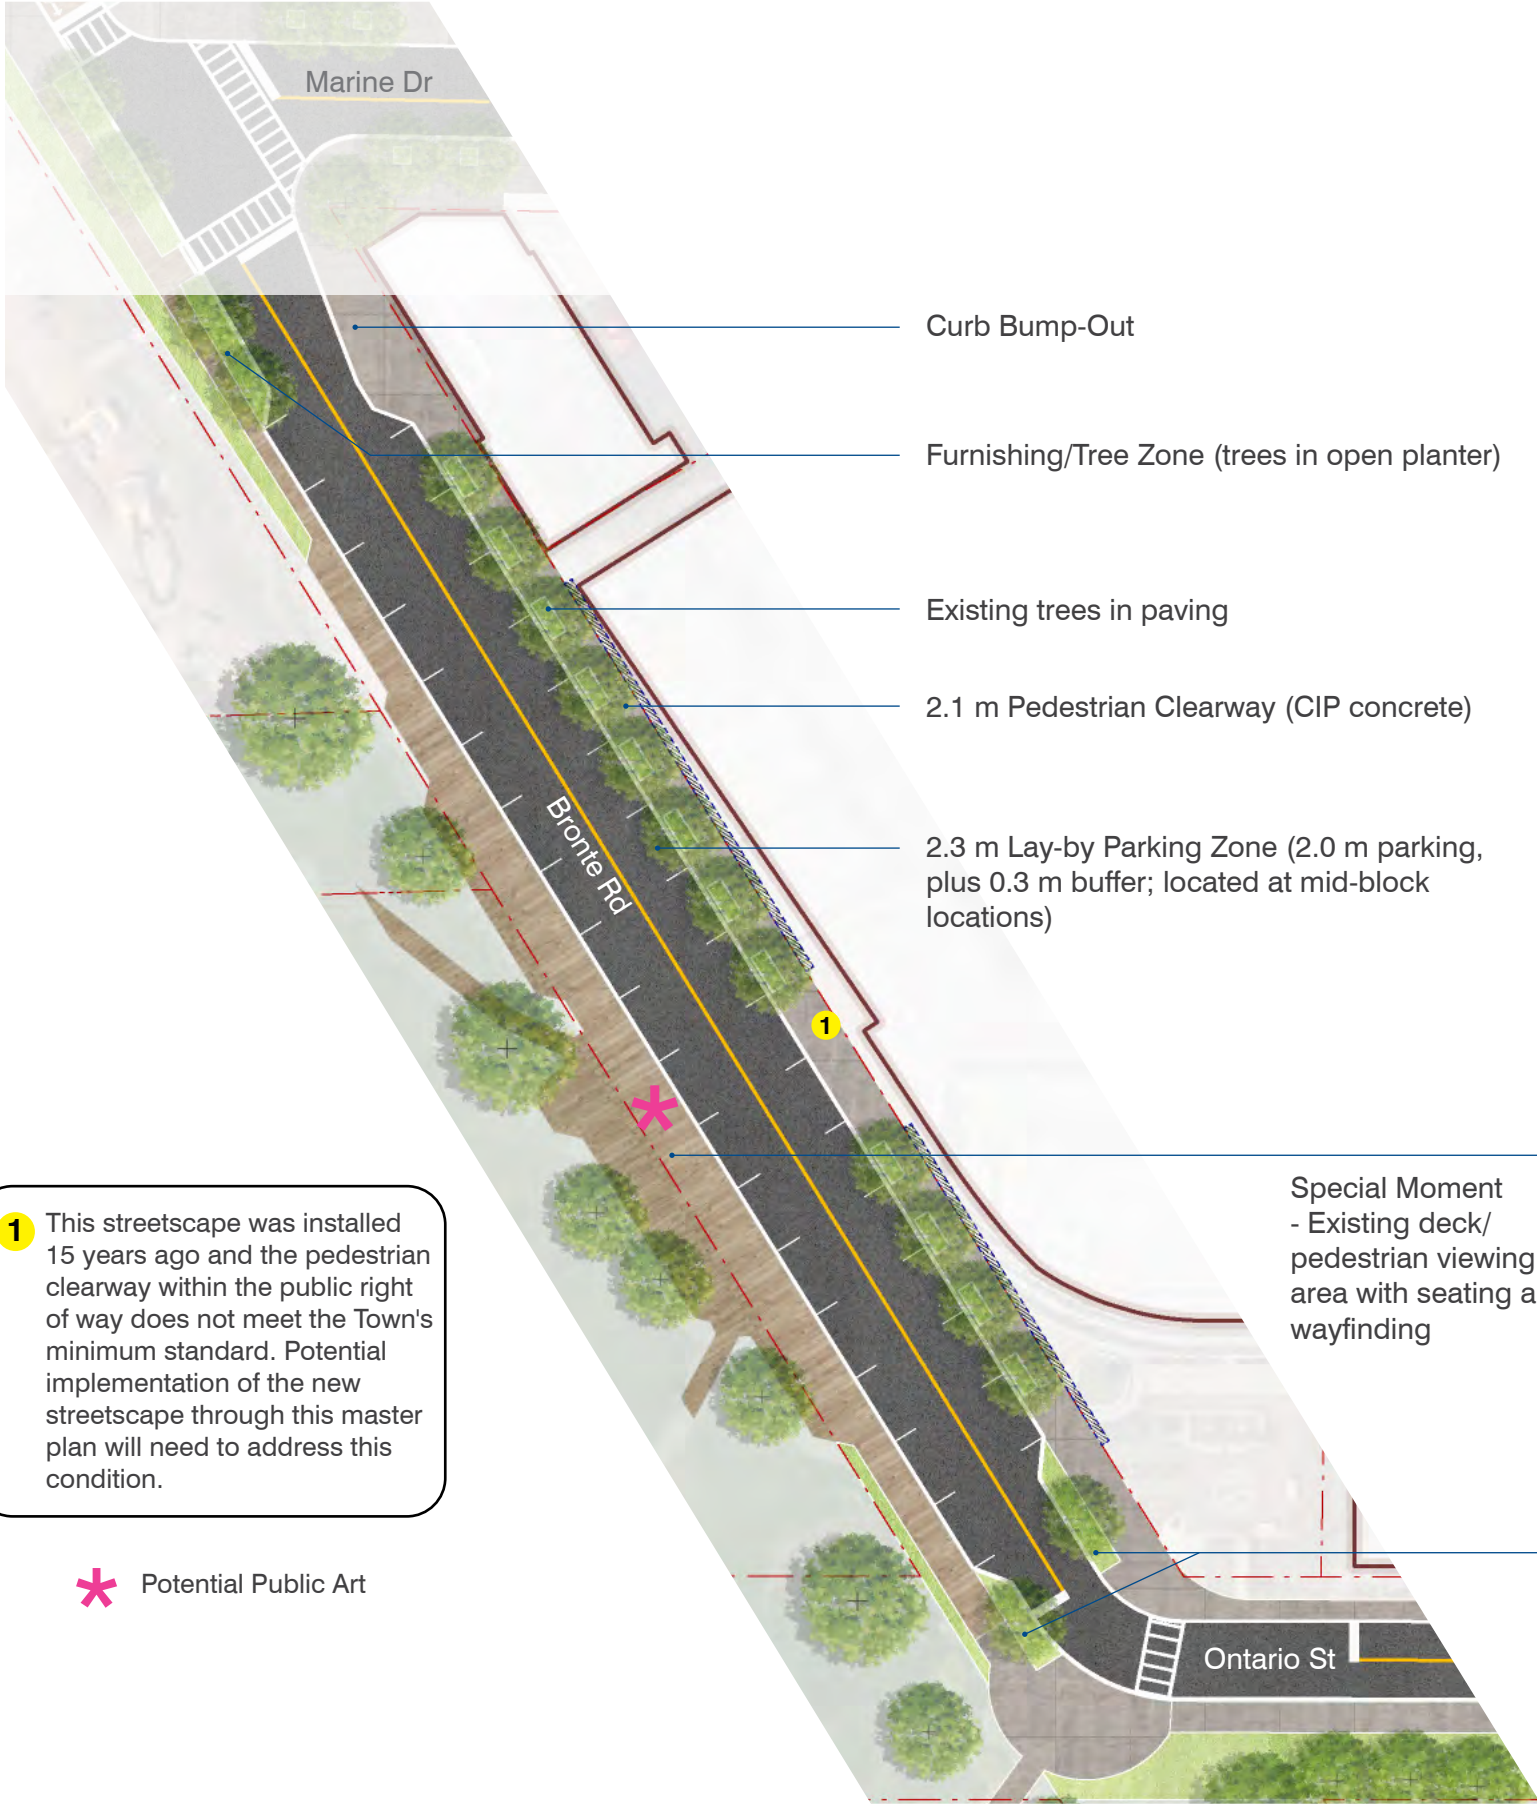 Marine Dr
Curb Bump-Out
Furnishing/Tree Zone (trees in open planter)
Existing trees in paving
2.1 m Pedestrian Clearway (CIP concrete)
Bronte Rd
2.3 m Lay-by Parking Zone (2.0 m parking,
plus 0.3 m buffer; located at mid-block
locations)
1
Special Moment
- Existing deck/
pedestrian viewing
area with seating a
wayfinding
1 This streetscape was installed
15 years ago and the pedestrian
clearway within the public right
of way does not meet the Town's
minimum standard. Potential
implementation of the new
streetscape through this master
plan will need to address this
condition.
Potential Public Art
Ontario St